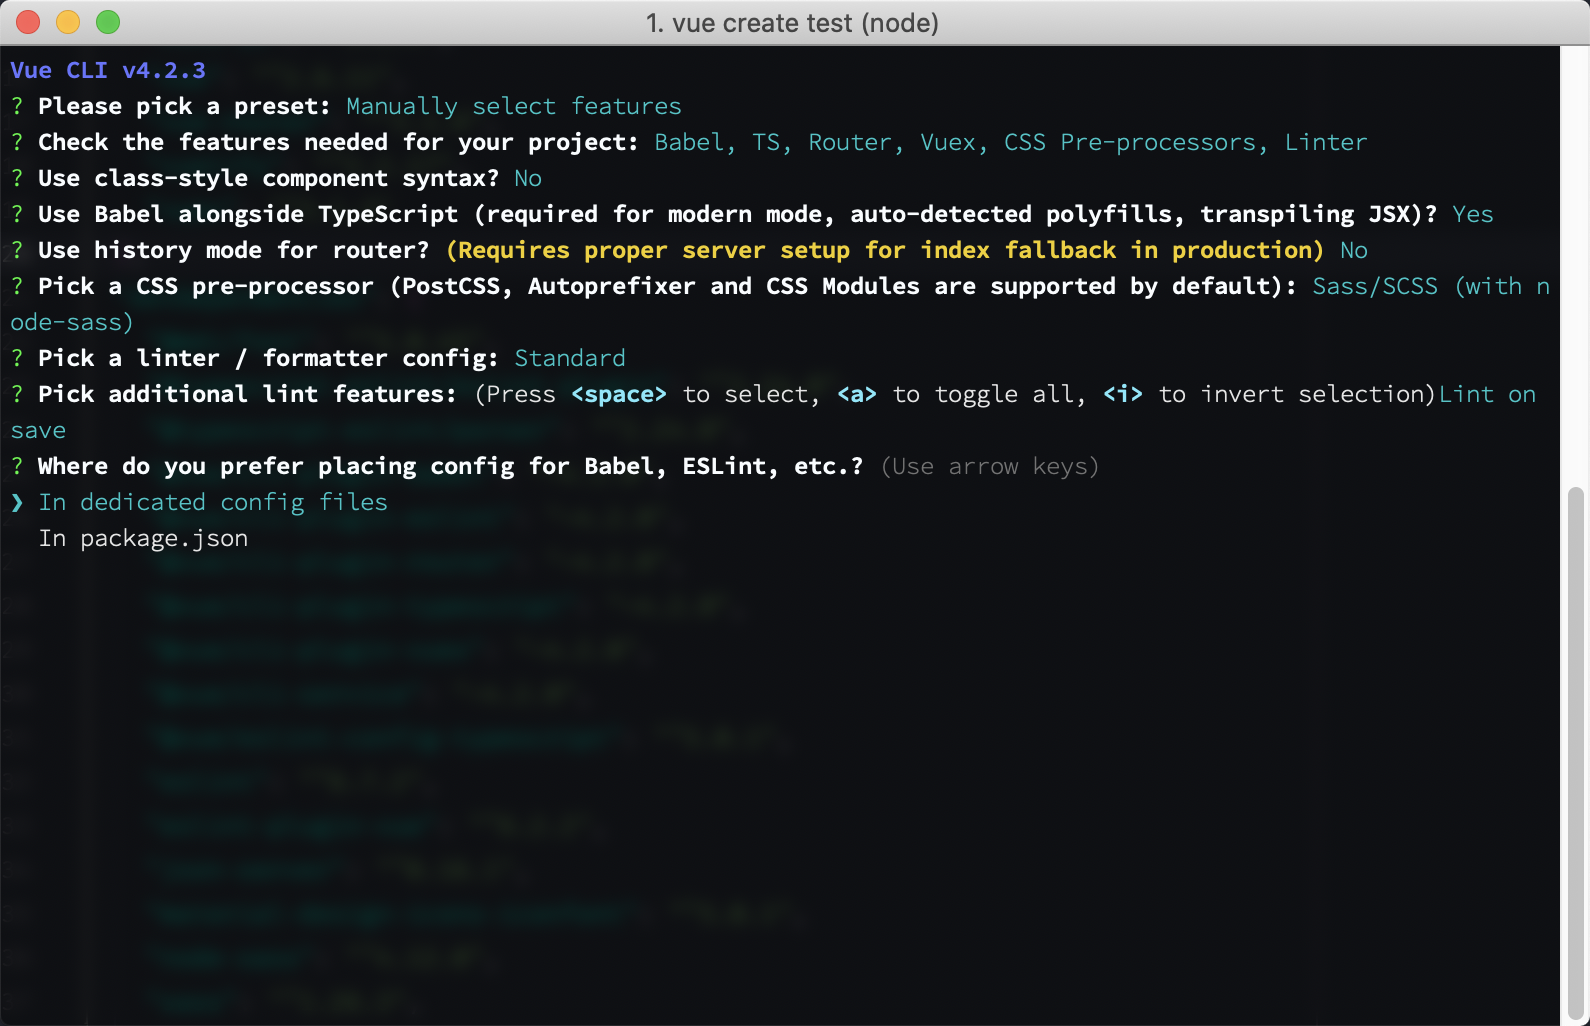 1. vue create test (node)
Vue CLI v4.2.3
? Please pick a preset: Manually select features
? Check the features needed for your project: Babel, TS, Router, Vuex, CSS Pre-processors, Linter
? Use class-style component syntax? No
? Use Babel alongside TypeScript (required for modern mode, auto-detected polyfills, transpiling JSX)? Yes
? Use history mode for router? (Requires proper server setup for index fallback in production) No
? Pick a CSS pre-processor (PostCSS, Autoprefixer and CSS Modules are supported by default): Sass/SCSS (with n
ode-sass)
? Pick a linter / formatter config: Standard
? Pick additional lint features: (Press <space> to select, <a> to toggle all, <i> to invert selection)Lint on
save
? Where do you prefer placing config for Babel, ESLint, etc.? (Use arrow keys)
❯ In dedicated config files
In package.json